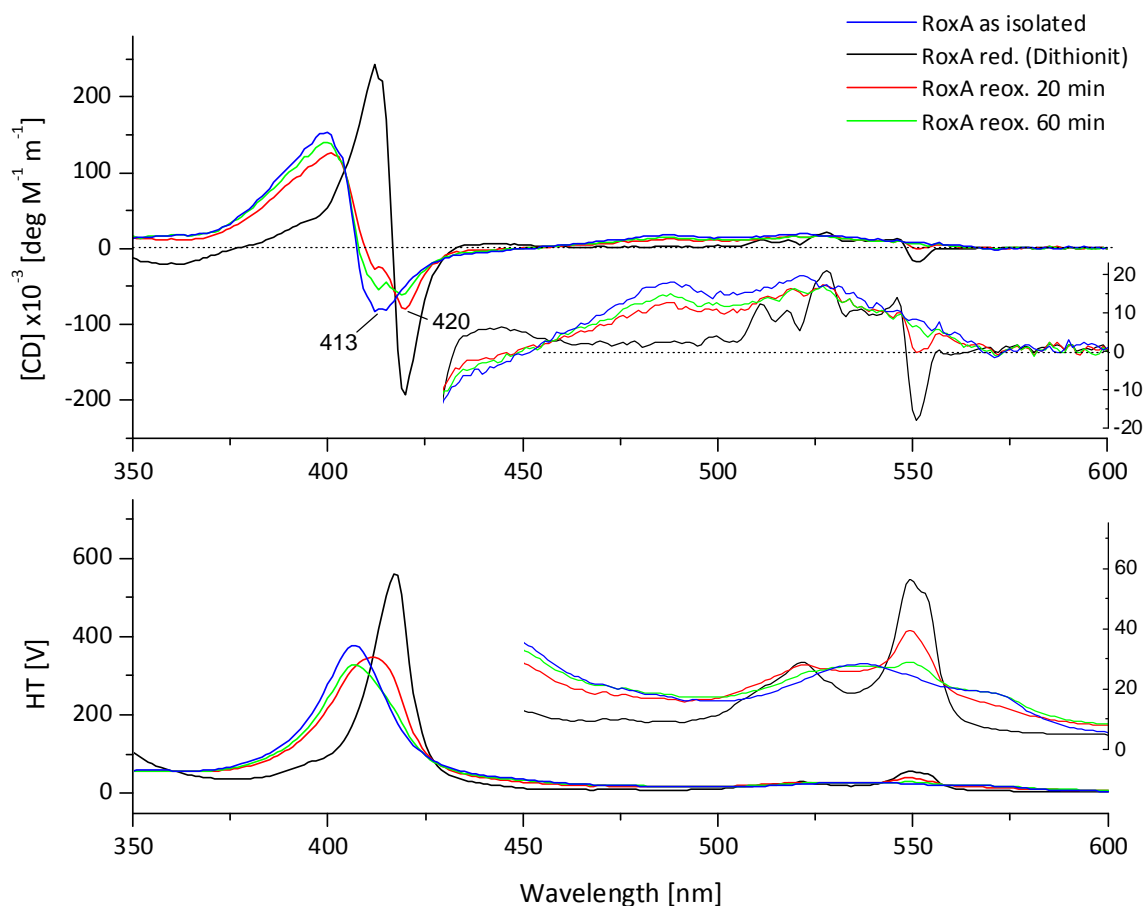 RoxA as isolated
RoxA red. (Dithionit)
RoxA reox. 20 min
RoxA reox. 60 min
[CD] x10⁻³ [deg M⁻¹ m⁻¹]
200
100
0
-100
-200
413
420
20
10
0
-10
-20
350 400 450 500 550 600
HT [V]
600
400
200
0
60
40
20
0
350 400 450 500 550 600
Wavelength [nm]